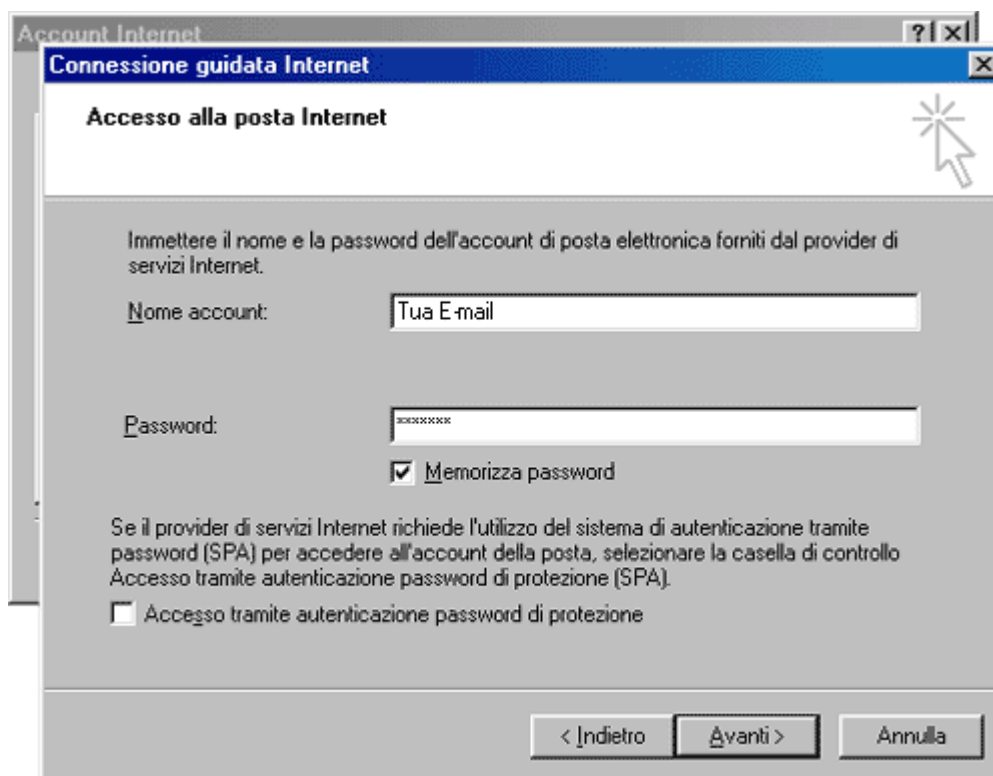 Account Internet
Connessione guidata Internet
Accesso alla posta Internet
Immettere il nome e la password dell'account di posta elettronica forniti dal provider di
servizi Internet.
Nome account:
Tua E-mail
Password:
*******
Memorizza password
Se il provider di servizi Internet richiede l'utilizzo del sistema di autenticazione tramite
password (SPA) per accedere all'account della posta, selezionare la casella di controllo
Accesso tramite autenticazione password di protezione (SPA).
Accesso tramite autenticazione password di protezione
< Indietro
Avanti >
Annulla